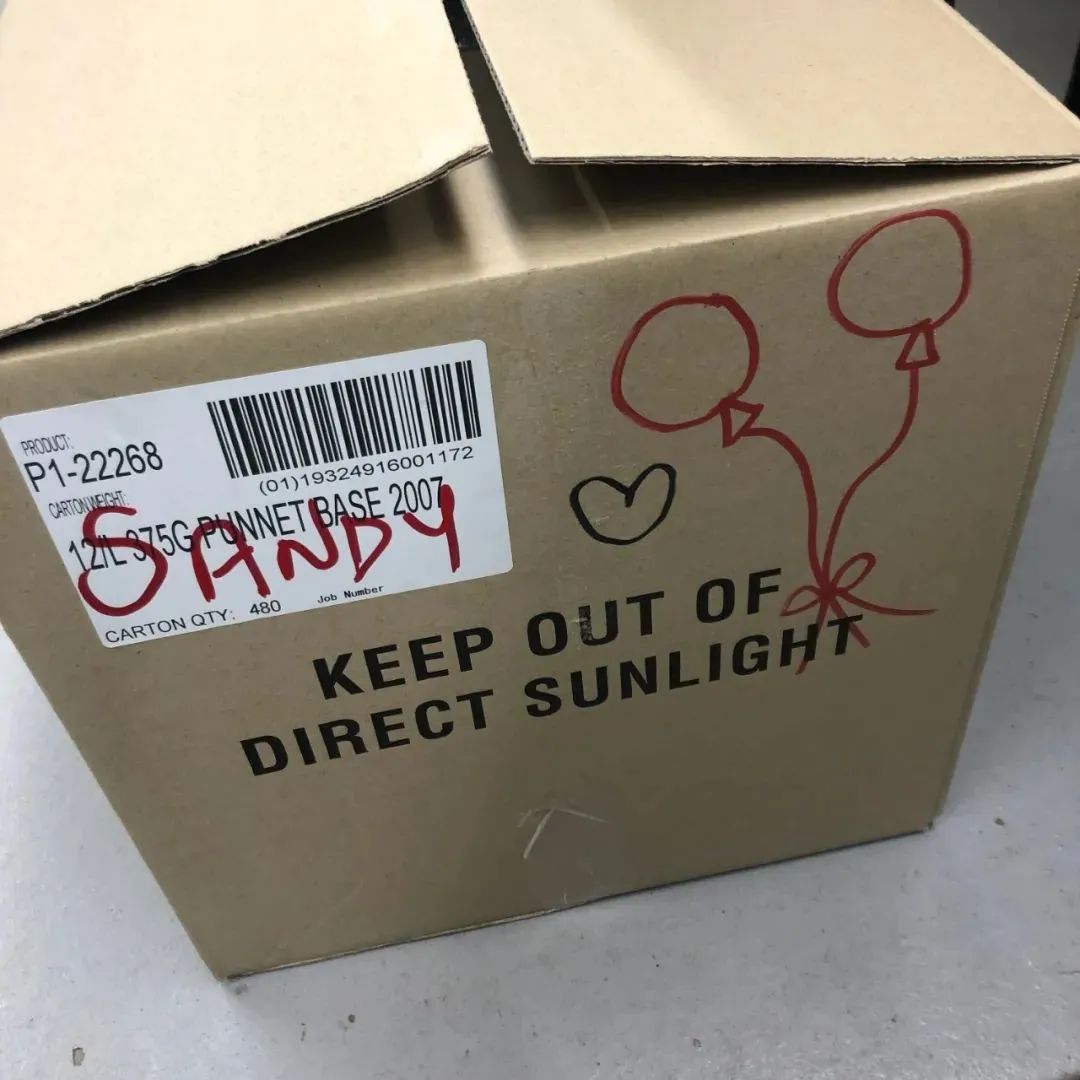 PRODUCT:
P1-22268
(01)19324916001172
CARTON WEIGHT:
12/L 375G PUNNET BASE 2007
SANDY
CARTON QTY: 480
Job Number
KEEP OUT OF
DIRECT SUNLIGHT